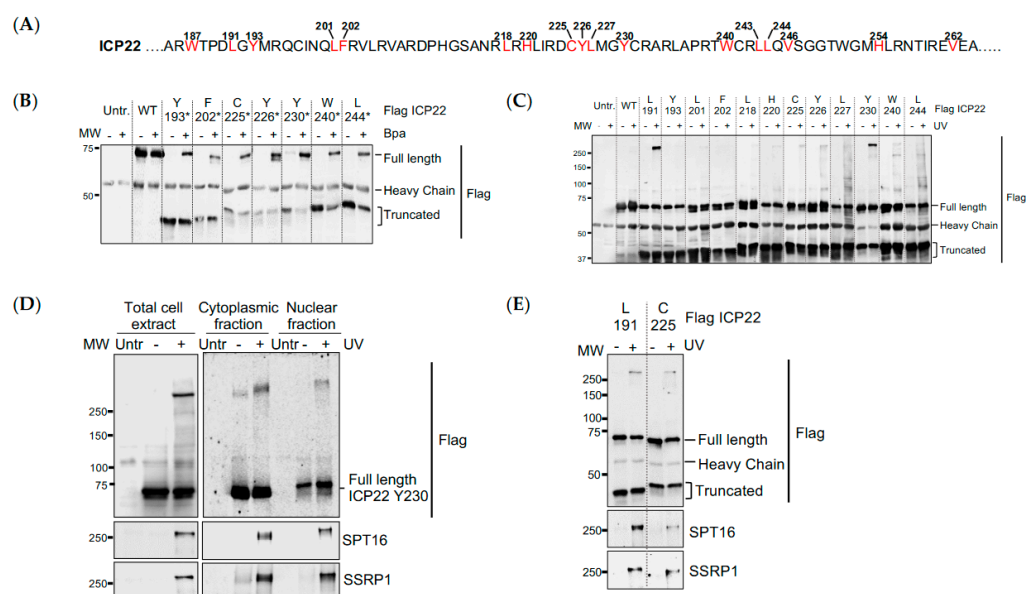 (A)
201 202 225 226 227 243 244
187 191 193 218 220 230 240 246 254 262
ICP22 ....ARWTPDLGYMRQCINQLFRVLRVARDPHGSANRLRHLIRDCYLMGYCRARLAPRTWCRLLQVSGGTWGMHLRNTIREVEA.....
(B)
Y F C Y Y W L
Untr. WT 193* 202* 225* 226* 230* 240* 244* Flag ICP22
MW - + - + - + - + - + - + - + - + - + Bpa
75
Full length
Heavy Chain
50
Truncated
Flag
(C)
L Y L F L H C Y L Y W L
Untr. WT 191 193 201 202 218 220 225 226 227 230 240 244 Flag ICP22
MW - + - + - + - + - + - + - + - + - + - + - + - + - + - + UV
250
150
100
75
Full length
Heavy Chain
50
Truncated
37
Flag
(D)
Total cell extract
Cytoplasmic fraction
Nuclear fraction
MW Untr - + Untr - + Untr - + UV
250
150
100
75
Full length
ICP22 Y230
Flag
250
SPT16
250
SSRP1
(E)
L C
191 225 Flag ICP22
MW - + - + UV
250
150
100
75
Full length
Heavy Chain
50
Truncated
Flag
250
SPT16
250
SSRP1